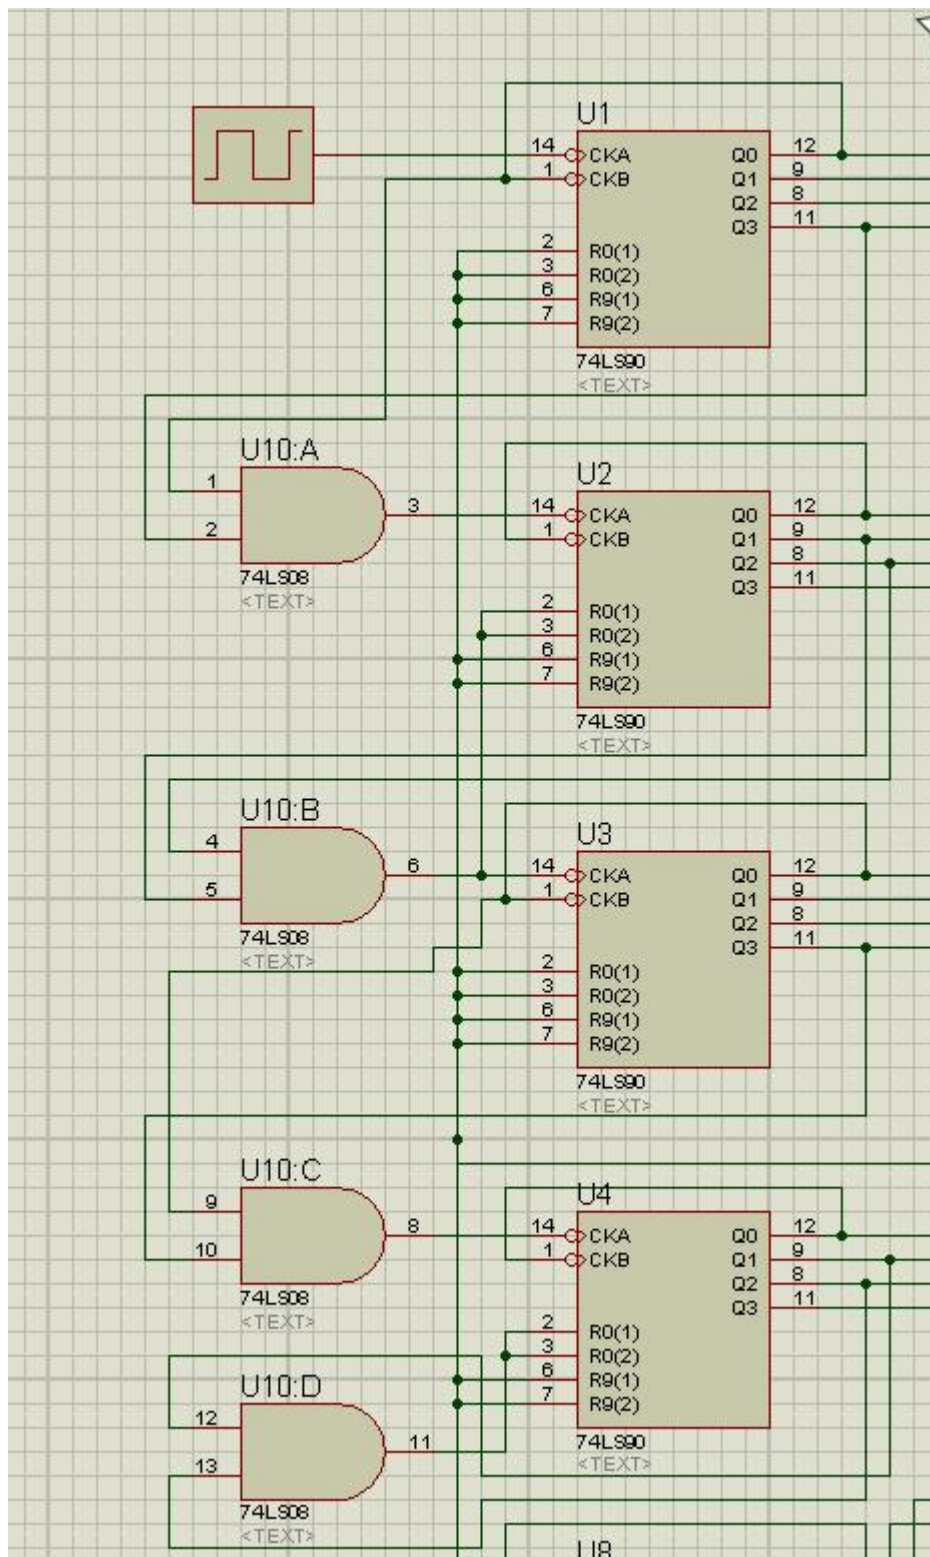 U1
14 CKA Q0 12
1 CKB Q1 9
Q2 8
Q3 11
2 R0(1)
3 R0(2)
6 R9(1)
7 R9(2)
74LS90
<TEXT>
U10:A
1
2
3
74LS08
<TEXT>
U2
14 CKA Q0 12
1 CKB Q1 9
Q2 8
Q3 11
2 R0(1)
3 R0(2)
6 R9(1)
7 R9(2)
74LS90
<TEXT>
U10:B
4
5
6
74LS08
<TEXT>
U3
14 CKA Q0 12
1 CKB Q1 9
Q2 8
Q3 11
2 R0(1)
3 R0(2)
6 R9(1)
7 R9(2)
74LS90
<TEXT>
U10:C
9
10
8
74LS08
<TEXT>
U4
14 CKA Q0 12
1 CKB Q1 9
Q2 8
Q3 11
2 R0(1)
3 R0(2)
6 R9(1)
7 R9(2)
74LS90
<TEXT>
U10:D
12
13
11
74LS08
<TEXT>
U8